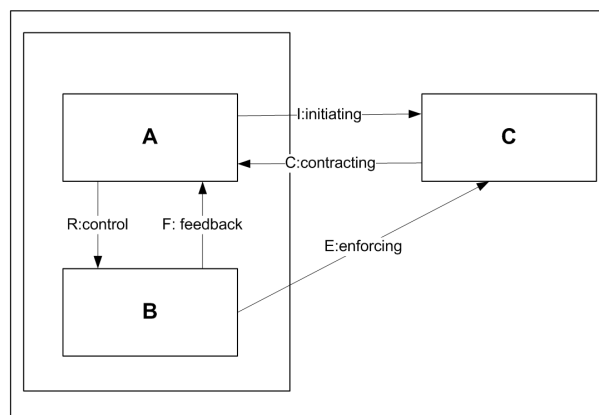 A
I:initiating
C
C:contracting
R:control
F: feedback
E:enforcing
B